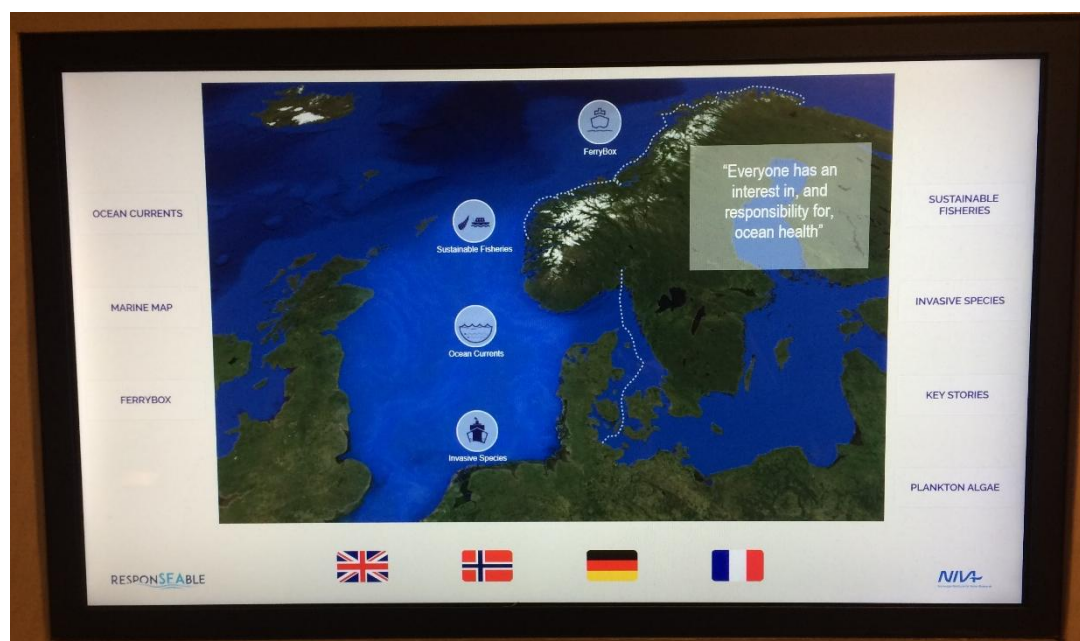 OCEAN CURRENTS
MARINE MAP
FERRYBOX
FerryBox
Sustainable Fisheries
Ocean Currents
Invasive Species
"Everyone has an
interest in, and
responsibility for,
ocean health"
SUSTAINABLE
FISHERIES
INVASIVE SPECIES
KEY STORIES
PLANKTON ALGAE
RESPONSEABLE
NIVA